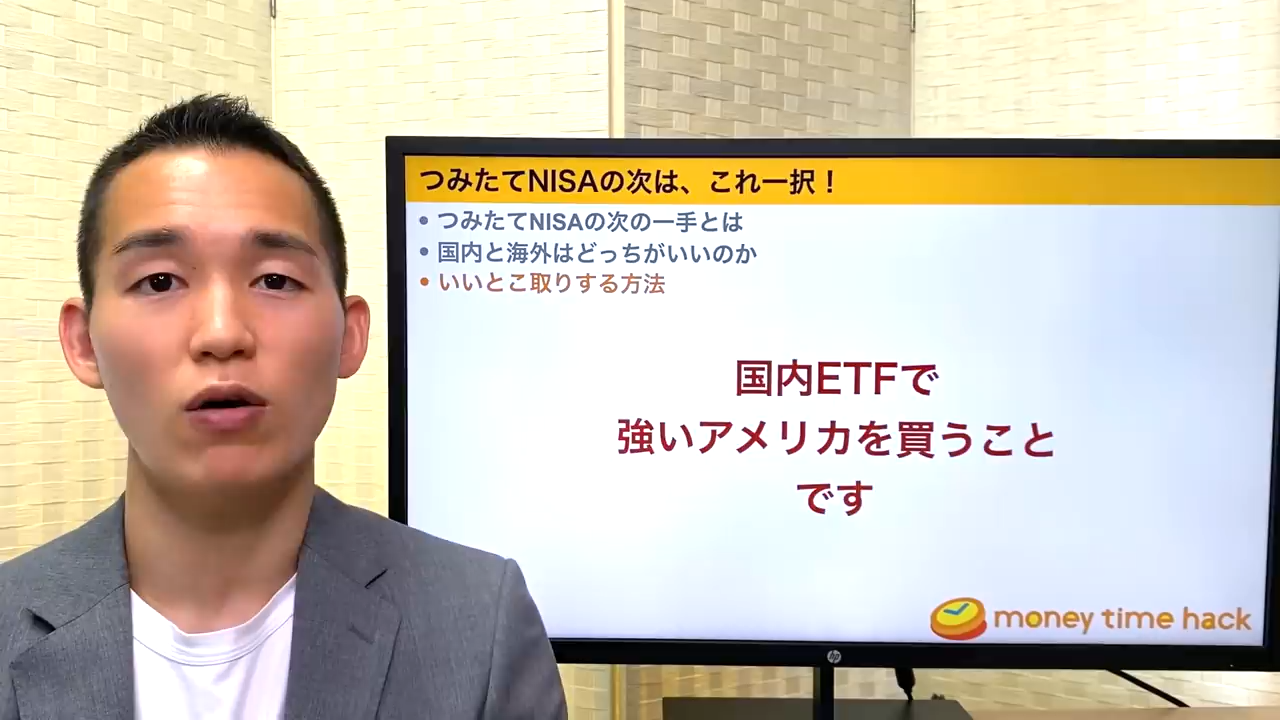 つみたてNISAの次は、これ一択！
• つみたてNISAの次の一手とは
• 国内と海外はどっちがいいのか
• いいとこ取りする方法
国内ETFで
強いアメリカを買うこと
です
money time hack
hp